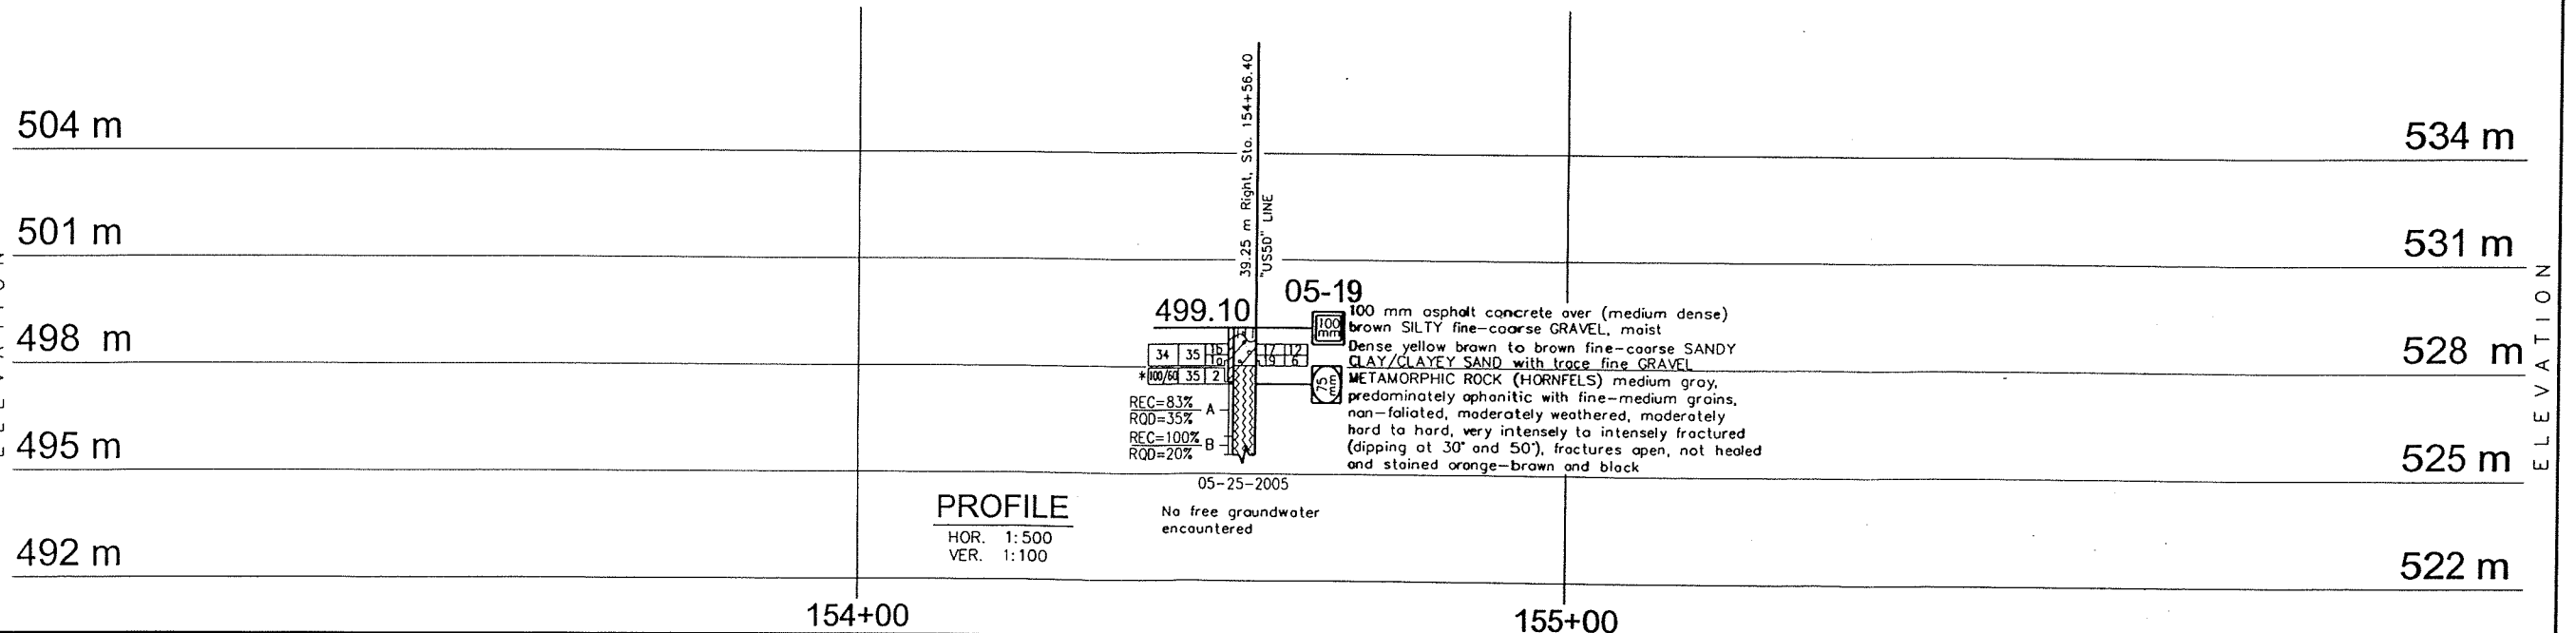 504 m
534 m
501 m
531 m
39.25 m Right, Sta. 154+56.40
"US50" LINE
05-19
499.10
498 m
528 m
100 mm
100 mm asphalt concrete over (medium dense)
brown SILTY fine-coarse GRAVEL, moist
Dense yellow brown to brown fine-coarse SANDY
CLAY/CLAYEY SAND with trace fine GRAVEL
34 35 1b 17 12
1a 19 6
*100/60 35 2
75 mm
METAMORPHIC ROCK (HORNFELS) medium gray,
predominately aphanitic with fine-medium grains,
non-foliated, moderately weathered, moderately
hard to hard, very intensely to intensely fractured
(dipping at 30° and 50°), fractures open, not healed
and stained orange-brown and black
REC=83%
RQD=35%
A
REC=100%
RQD=20%
B
495 m
525 m
05-25-2005
No free groundwater
encountered
PROFILE
HOR. 1:500
VER. 1:100
492 m
522 m
154+00
155+00
ELEVATION